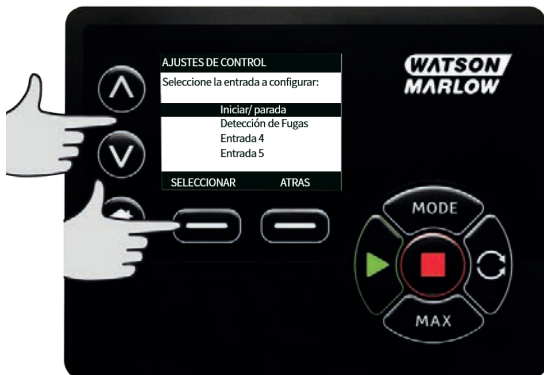 AJUSTES DE CONTROL
Seleccione la entrada a configurar:
Iniciar/ parada
Detección de Fugas
Entrada 4
Entrada 5
SELECCIONAR ATRAS
WATSON
MARLOW
MODE
MAX